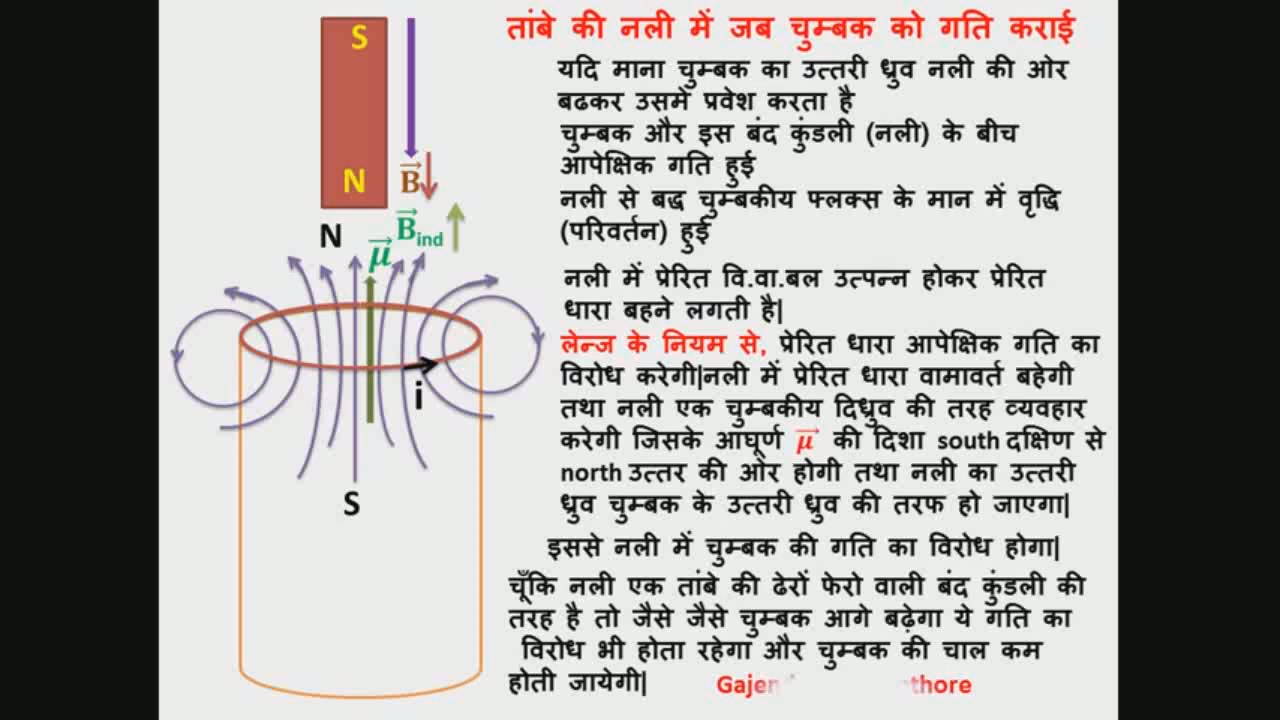 S
तांबे की नली में जब चुम्बक को गति कराई
यदि माना चुम्बक का उत्तरी ध्रुव नली की ओर
बढकर उसमे प्रवेश करता है
चुम्बक और इस बंद कुंडली (नली) के बीच
आपेक्षिक गति हुई
N
B
नली से बद्ध चुम्बकीय फ्लक्स के मान में वृद्धि
(परिवर्तन) हुई
N
B ind
μ
नली में प्रेरित वि.वा.बल उत्पन्न होकर प्रेरित
धारा बहने लगती है|
लेन्ज के नियम से, प्रेरित धारा आपेक्षिक गति का
विरोध करेगी|नली में प्रेरित धारा वामावर्त बहेगी
i
तथा नली एक चुम्बकीय दिध्रुव की तरह व्यवहार
करेगी जिसके आघूर्ण μ की दिशा south दक्षिण से
north उत्तर की ओर होगी तथा नली का उत्तरी
ध्रुव चुम्बक के उत्तरी ध्रुव की तरफ हो जाएगा|
S
इससे नली में चुम्बक की गति का विरोध होगा|
चूँकि नली एक तांबे की ढेरों फेरो वाली बंद कुंडली की
तरह है तो जैसे जैसे चुम्बक आगे बढ़ेगा ये गति का
विरोध भी होता रहेगा और चुम्बक की चाल कम
होती जायेगी|